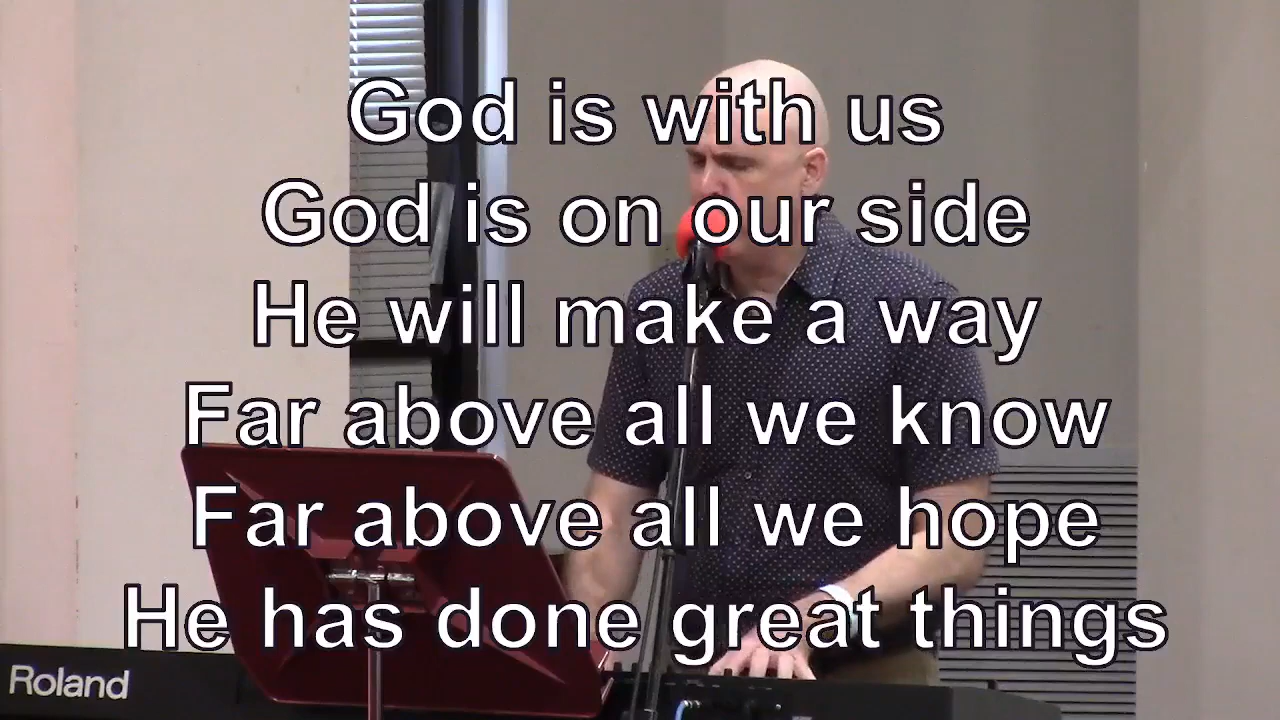 God is with us
God is on our side
He will make a way
Far above all we know
Far above all we hope
He has done great things
Roland